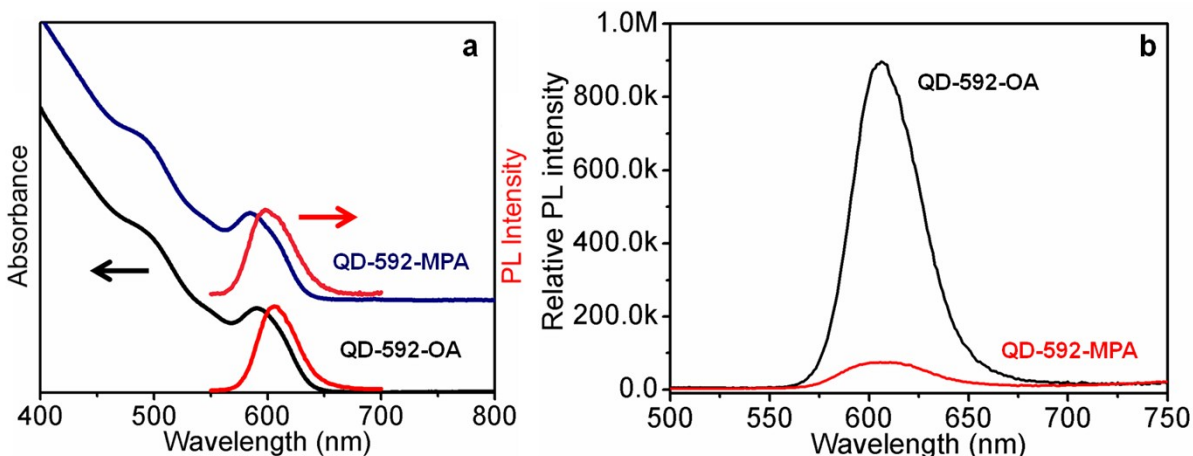 a
Absorbance
PL Intensity
QD-592-MPA
QD-592-OA
400 500 600 700 800
Wavelength (nm)
b
Relative PL intensity
1.0M
800.0k
600.0k
400.0k
200.0k
0.0
QD-592-OA
QD-592-MPA
500 550 600 650 700 750
Wavelength (nm)